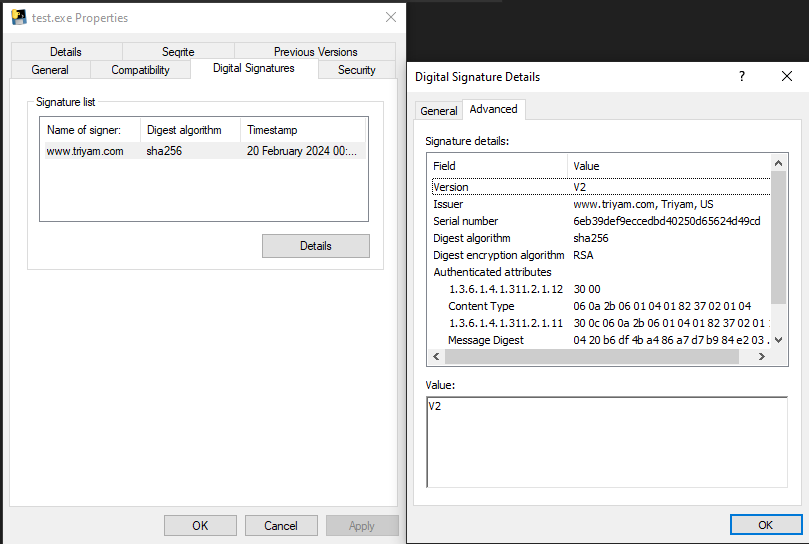 test.exe Properties
Details Seqrite Previous Versions
General Compatibility Digital Signatures Security
Signature list
Name of signer: Digest algorithm Timestamp
www.triyam.com sha256 20 February 2024 00:...
Details
OK Cancel Apply
Digital Signature Details ?
General Advanced
Signature details:
Field Value
Version V2
Issuer www.triyam.com, Triyam, US
Serial number 6eb39def9eccedbd40250d65624d49cd
Digest algorithm sha256
Digest encryption algorithm RSA
Authenticated attributes
1.3.6.1.4.1.311.2.1.12 30 00
Content Type 06 0a 2b 06 01 04 01 82 37 02 01 04
1.3.6.1.4.1.311.2.1.11 30 0c 06 0a 2b 06 01 04 01 82 37 02 01
Message Digest 04 20 b6 df 4b a4 86 a7 d7 b9 84 e2 03 .
Value:
V2
OK